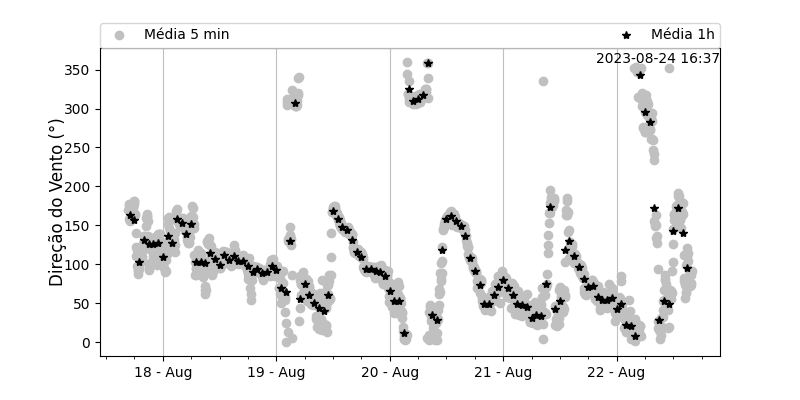 Média 5 min
Média 1h
2023-08-24 16:37
Direção do Vento (°)
350
300
250
200
150
100
50
0
18 - Aug
19 - Aug
20 - Aug
21 - Aug
22 - Aug